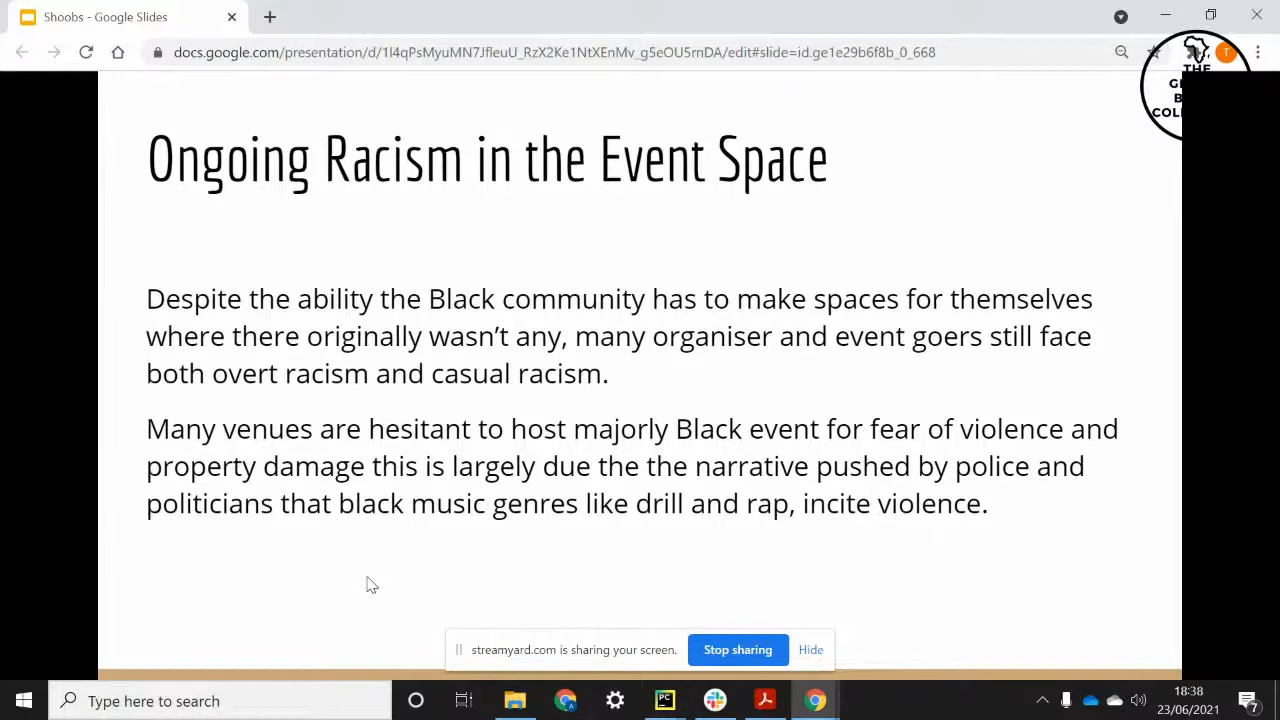 Shoobs - Google Slides
docs.google.com/presentation/d/1l4qPsMyuMN7JfleuU_RzX2Ke1NtXEnMv_g5eOU5rnDA/edit#slide=id.ge1e29b6f8b_0_668
THE
Ongoing Racism in the Event Space
Despite the ability the Black community has to make spaces for themselves
where there originally wasn't any, many organiser and event goers still face
both overt racism and casual racism.
Many venues are hesitant to host majorly Black event for fear of violence and
property damage this is largely due the the narrative pushed by police and
politicians that black music genres like drill and rap, incite violence.
streamyard.com is sharing your screen.
Stop sharing
Hide
Type here to search
PC
18:38
23/06/2021
7
T